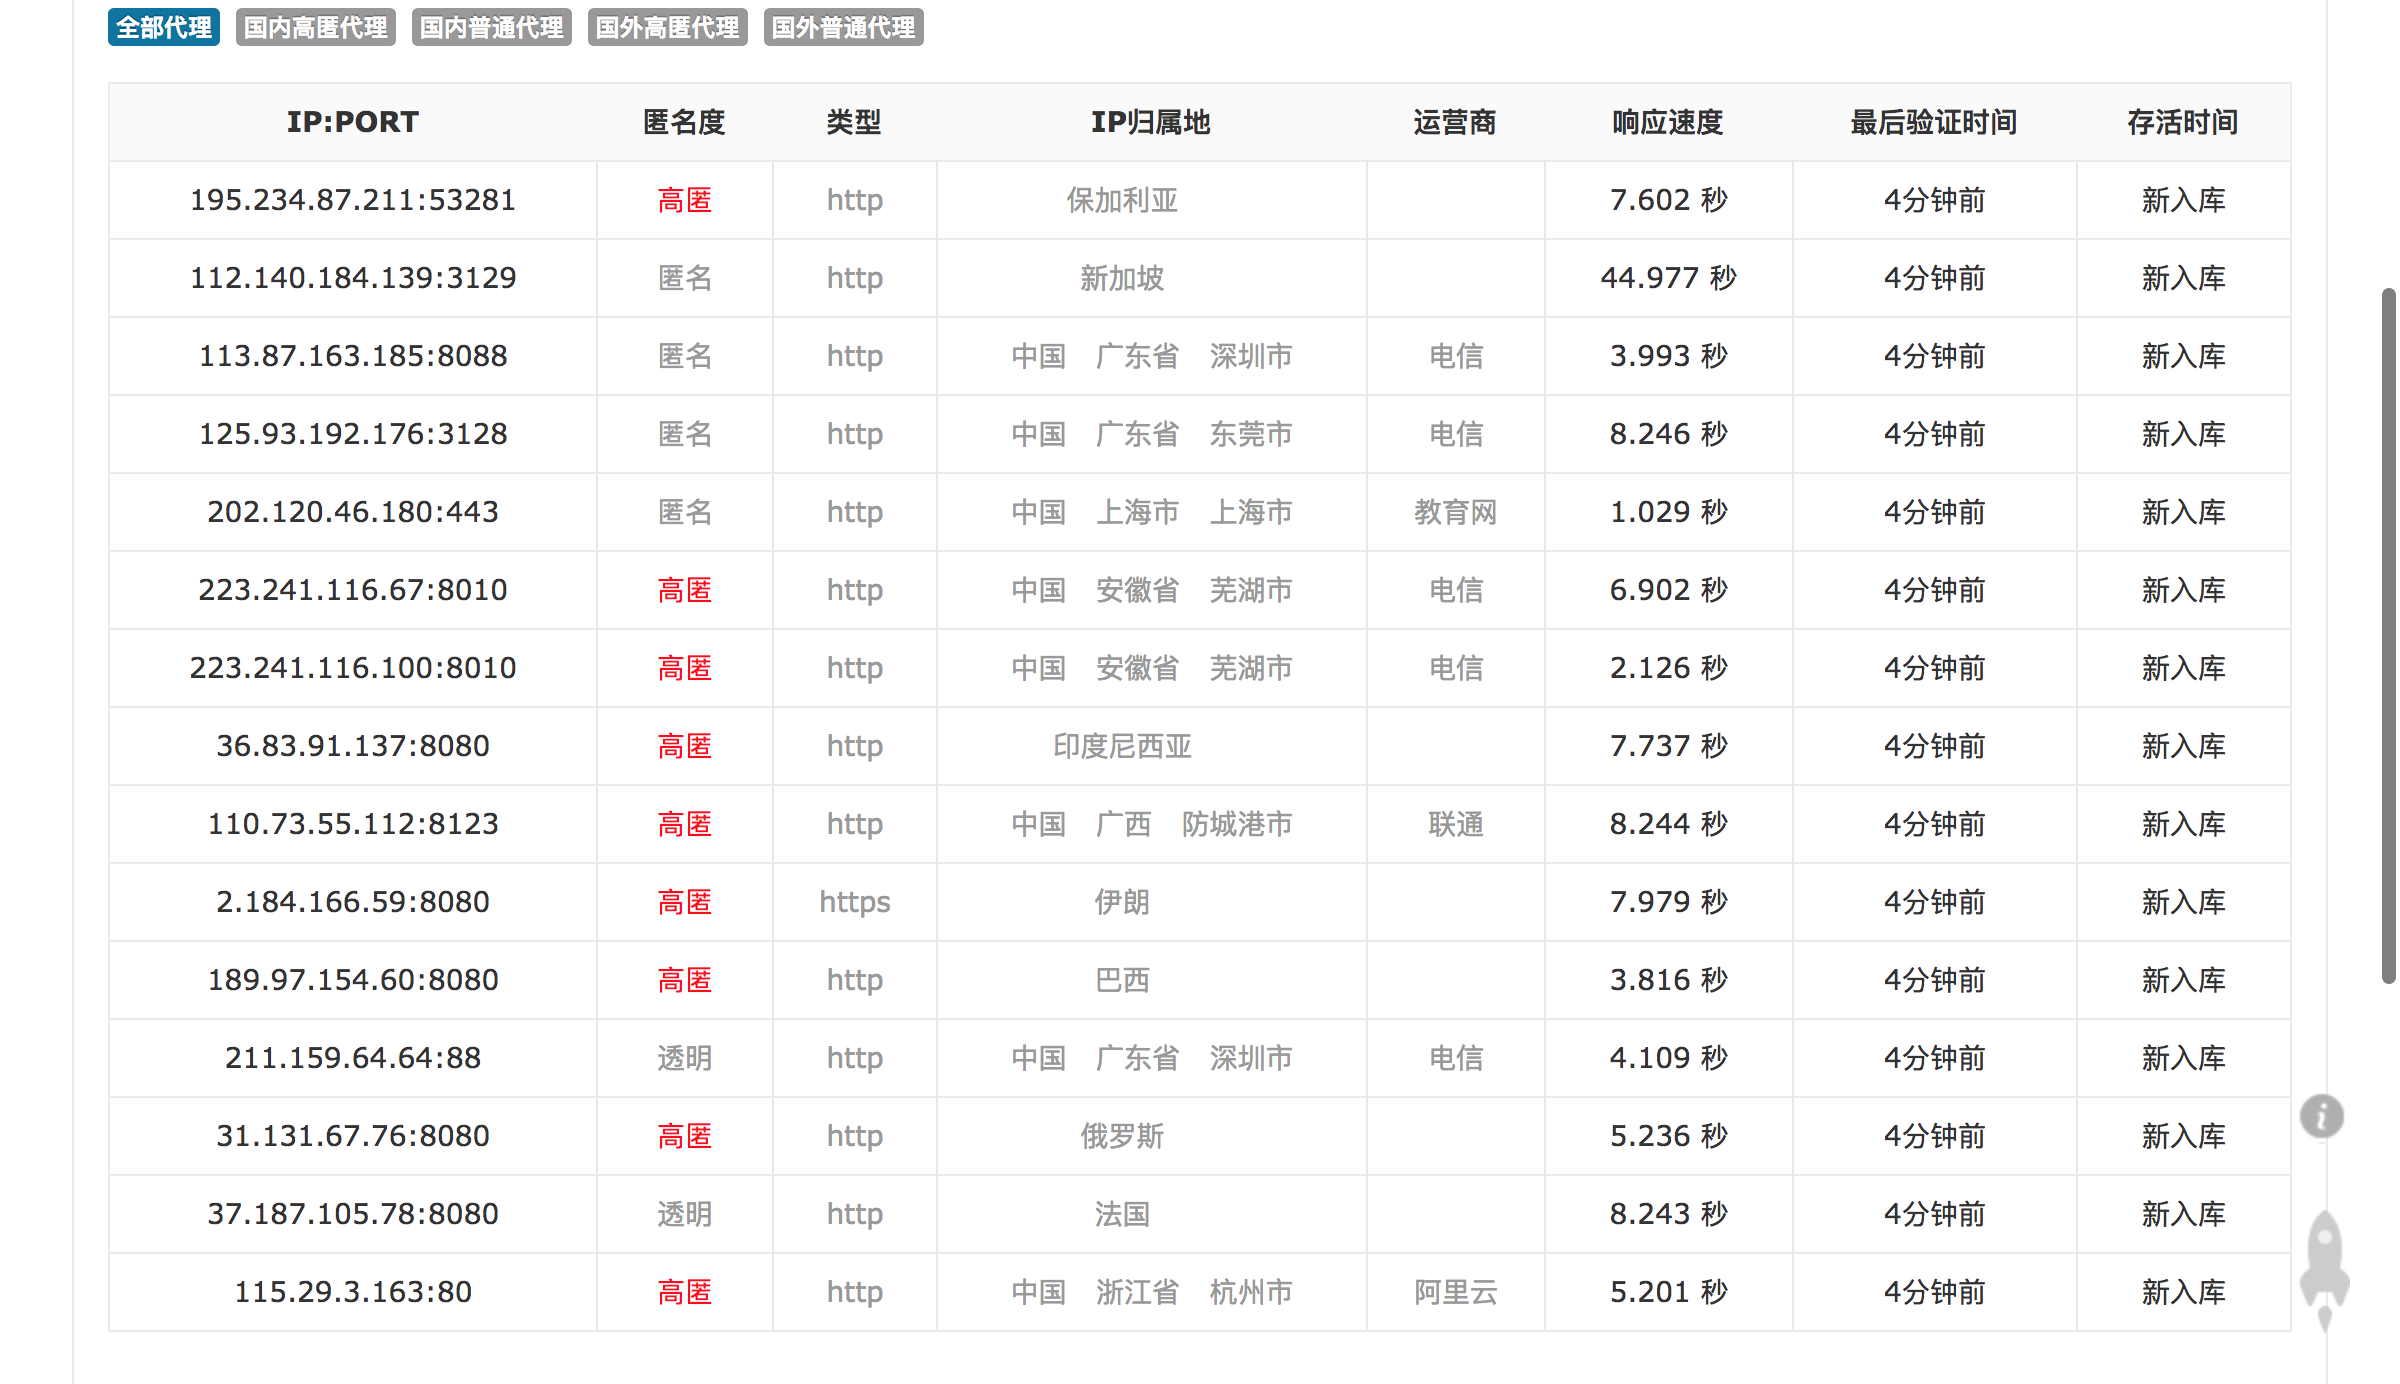 全部代理 国内高匿代理 国内普通代理 国外高匿代理 国外普通代理
IP:PORT 匿名度 类型 IP归属地 运营商 响应速度 最后验证时间 存活时间
195.234.87.211:53281 高匿 http 保加利亚 7.602 秒 4分钟前 新入库
112.140.184.139:3129 匿名 http 新加坡 44.977 秒 4分钟前 新入库
113.87.163.185:8088 匿名 http 中国 广东省 深圳市 电信 3.993 秒 4分钟前 新入库
125.93.192.176:3128 匿名 http 中国 广东省 东莞市 电信 8.246 秒 4分钟前 新入库
202.120.46.180:443 匿名 http 中国 上海市 上海市 教育网 1.029 秒 4分钟前 新入库
223.241.116.67:8010 高匿 http 中国 安徽省 芜湖市 电信 6.902 秒 4分钟前 新入库
223.241.116.100:8010 高匿 http 中国 安徽省 芜湖市 电信 2.126 秒 4分钟前 新入库
36.83.91.137:8080 高匿 http 印度尼西亚 7.737 秒 4分钟前 新入库
110.73.55.112:8123 高匿 http 中国 广西 防城港市 联通 8.244 秒 4分钟前 新入库
2.184.166.59:8080 高匿 https 伊朗 7.979 秒 4分钟前 新入库
189.97.154.60:8080 高匿 http 巴西 3.816 秒 4分钟前 新入库
211.159.64.64:88 透明 http 中国 广东省 深圳市 电信 4.109 秒 4分钟前 新入库
31.131.67.76:8080 高匿 http 俄罗斯 5.236 秒 4分钟前 新入库
37.187.105.78:8080 透明 http 法国 8.243 秒 4分钟前 新入库
115.29.3.163:80 高匿 http 中国 浙江省 杭州市 阿里云 5.201 秒 4分钟前 新入库